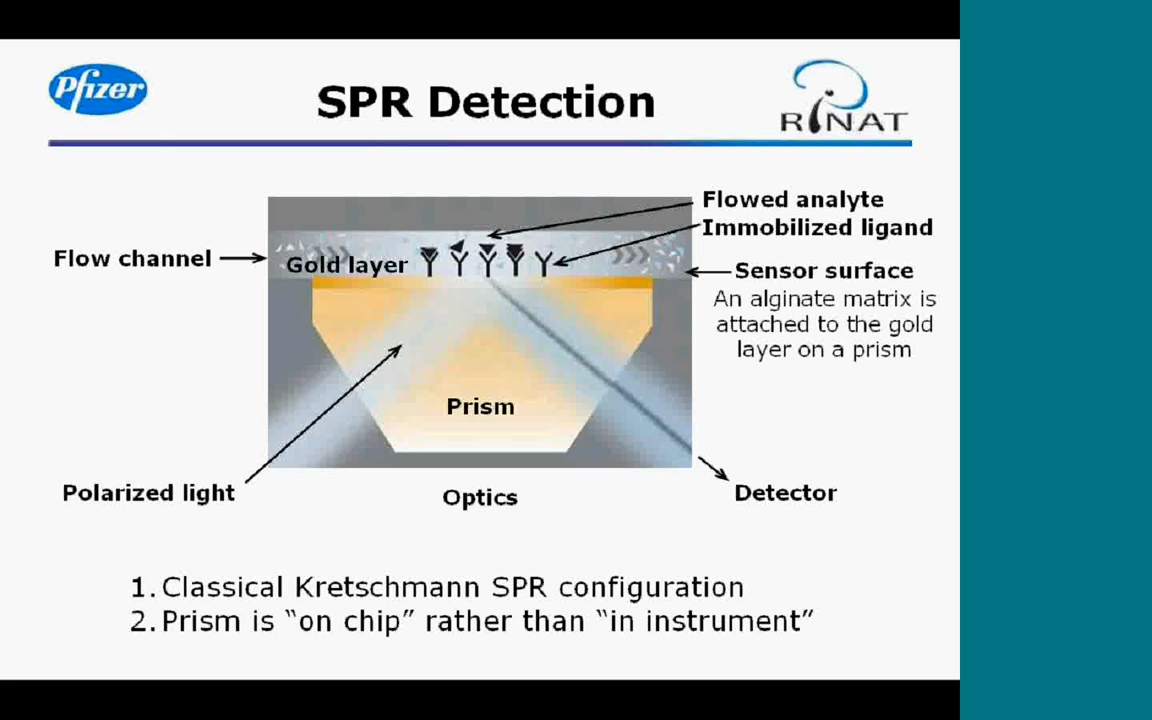 Pfizer
SPR Detection
RINAT
Flowed analyte
Immobilized ligand
Flow channel
Gold layer
Sensor surface
An alginate matrix is
attached to the gold
layer on a prism
Prism
Polarized light
Optics
Detector
1. Classical Kretschmann SPR configuration
2. Prism is “on chip” rather than “in instrument”